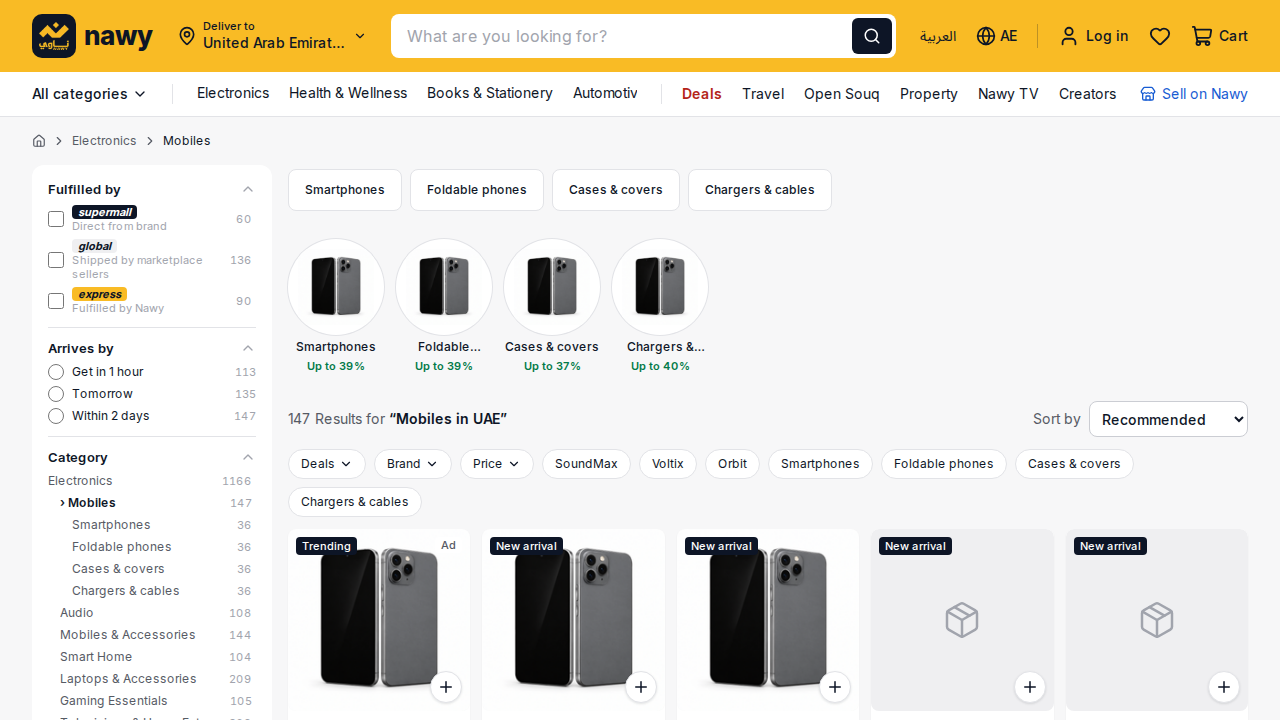 nawy
Deliver to
United Arab Emirat...
What are you looking for?
العربية
AE
Log in
Cart
All categories
Electronics
Health & Wellness
Books & Stationery
Automotiv
Deals
Travel
Open Souq
Property
Nawy TV
Creators
Sell on Nawy
Electronics
Mobiles
Fulfilled by
supermall
Direct from brand
60
global
Shipped by marketplace
sellers
136
express
Fulfilled by Nawy
90
Arrives by
Get in 1 hour 113
Tomorrow 135
Within 2 days 147
Category
Electronics 1166
› Mobiles 147
Smartphones 36
Foldable phones 36
Cases & covers 36
Chargers & cables 36
Audio 108
Mobiles & Accessories 144
Smart Home 104
Laptops & Accessories 209
Gaming Essentials 105
Smartphones
Foldable phones
Cases & covers
Chargers & cables
Smartphones
Up to 39%
Foldable...
Up to 39%
Cases & covers
Up to 37%
Chargers &...
Up to 40%
147 Results for “Mobiles in UAE”
Sort by
Recommended
Deals
Brand
Price
SoundMax
Voltix
Orbit
Smartphones
Foldable phones
Cases & covers
Chargers & cables
Trending
Ad
New arrival
New arrival
New arrival
New arrival